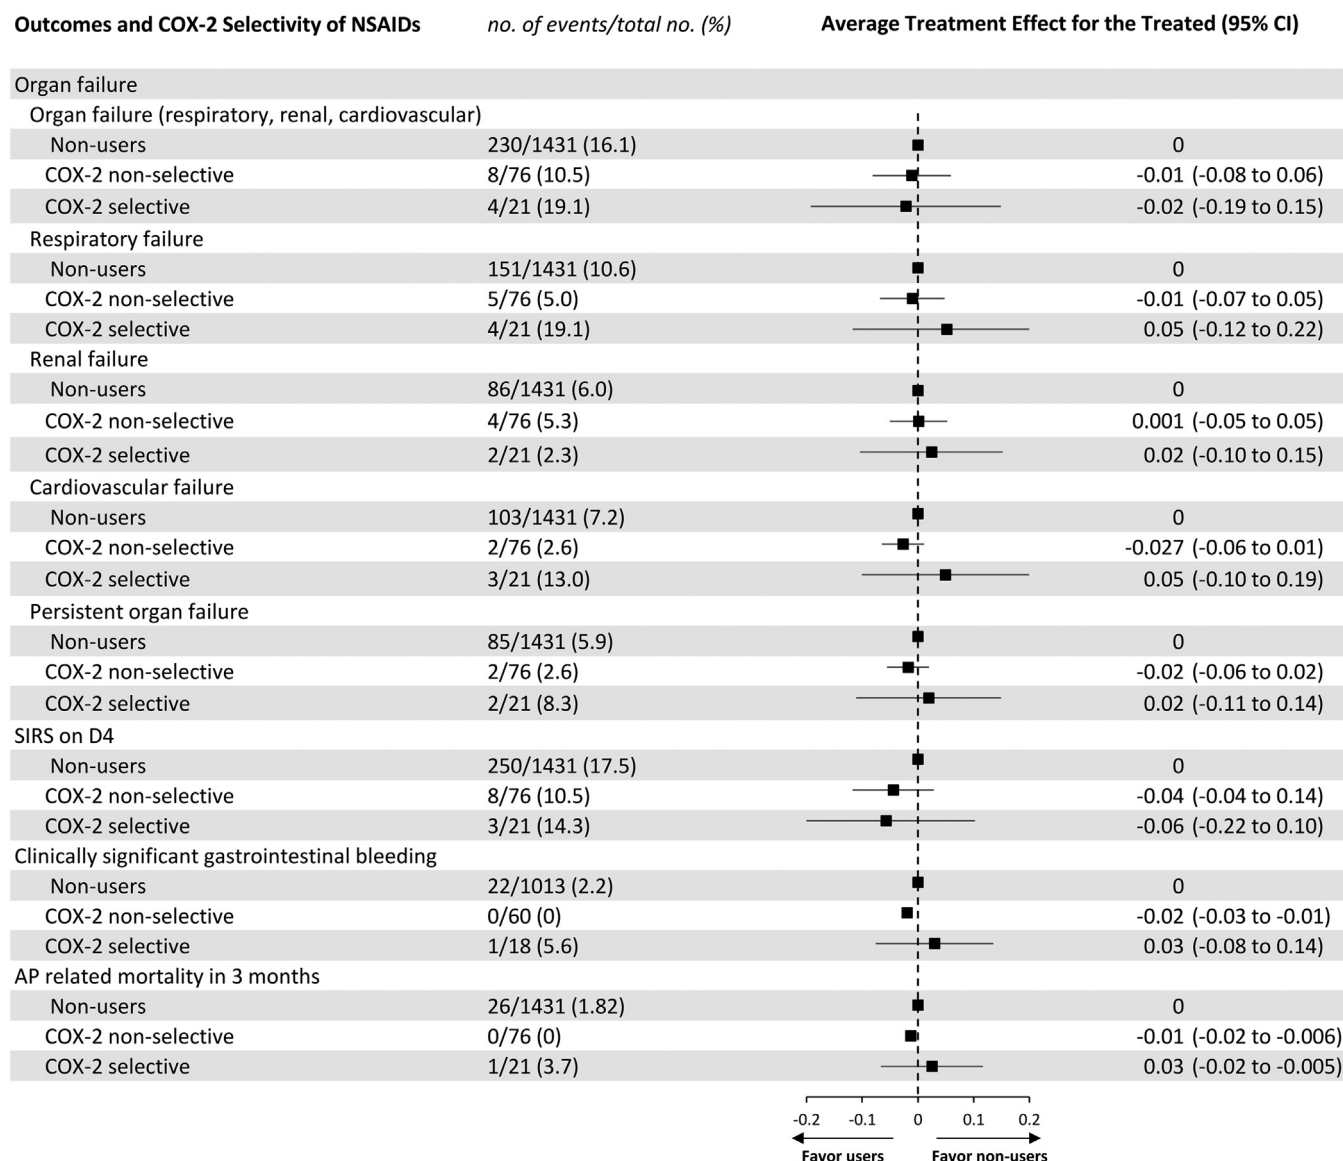 Outcomes and COX-2 Selectivity of NSAIDs no. of events/total no. (%) Average Treatment Effect for the Treated (95% CI)
Organ failure
Organ failure (respiratory, renal, cardiovascular)
Non-users 230/1431 (16.1) 0
COX-2 non-selective 8/76 (10.5) -0.01 (-0.08 to 0.06)
COX-2 selective 4/21 (19.1) -0.02 (-0.19 to 0.15)
Respiratory failure
Non-users 151/1431 (10.6) 0
COX-2 non-selective 5/76 (5.0) -0.01 (-0.07 to 0.05)
COX-2 selective 4/21 (19.1) 0.05 (-0.12 to 0.22)
Renal failure
Non-users 86/1431 (6.0) 0
COX-2 non-selective 4/76 (5.3) 0.001 (-0.05 to 0.05)
COX-2 selective 2/21 (2.3) 0.02 (-0.10 to 0.15)
Cardiovascular failure
Non-users 103/1431 (7.2) 0
COX-2 non-selective 2/76 (2.6) -0.027 (-0.06 to 0.01)
COX-2 selective 3/21 (13.0) 0.05 (-0.10 to 0.19)
Persistent organ failure
Non-users 85/1431 (5.9) 0
COX-2 non-selective 2/76 (2.6) -0.02 (-0.06 to 0.02)
COX-2 selective 2/21 (8.3) 0.02 (-0.11 to 0.14)
SIRS on D4
Non-users 250/1431 (17.5) 0
COX-2 non-selective 8/76 (10.5) -0.04 (-0.04 to 0.14)
COX-2 selective 3/21 (14.3) -0.06 (-0.22 to 0.10)
Clinically significant gastrointestinal bleeding
Non-users 22/1013 (2.2) 0
COX-2 non-selective 0/60 (0) -0.02 (-0.03 to -0.01)
COX-2 selective 1/18 (5.6) 0.03 (-0.08 to 0.14)
AP related mortality in 3 months
Non-users 26/1431 (1.82) 0
COX-2 non-selective 0/76 (0) -0.01 (-0.02 to -0.006)
COX-2 selective 1/21 (3.7) 0.03 (-0.02 to -0.005)
-0.2 -0.1 0 0.1 0.2
Favor users Favor non-users